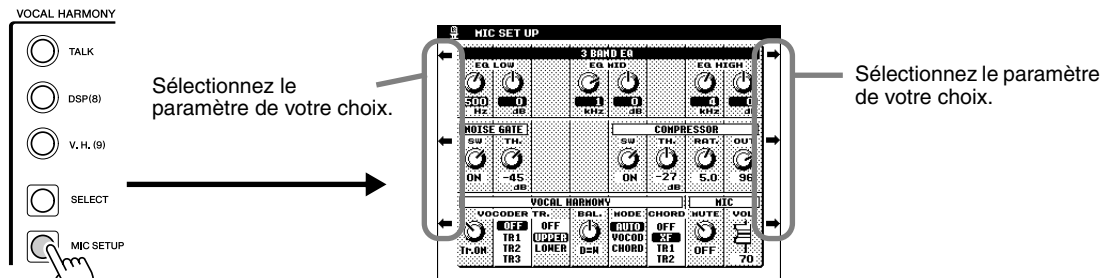 VOCAL HARMONY
TALK
DSP(8)
V. H. (9)
SELECT
MIC SETUP
Sélectionnez le
paramètre de votre choix.
MIC SET UP
3 BAND EQ
EQ LOW EQ MID EQ HIGH
500 0 1 0 4 0
Hz dB kHz dB kHz dB
NOISE GATE COMPRESSOR
SW TH. SW TH. RAT. OUT
ON -45 ON -27 5.0 96
dB dB
VOCAL HARMONY MIC
VOCODER TR. BAL. MODE CHORD MUTE VOL
OFF OFF AUTO OFF
TR1 UPPER VOCOD XF
Tr.ON TR2 LOWER D=W CHORD TR1 OFF
TR3 TR2 70
Sélectionnez le paramètre
de votre choix.